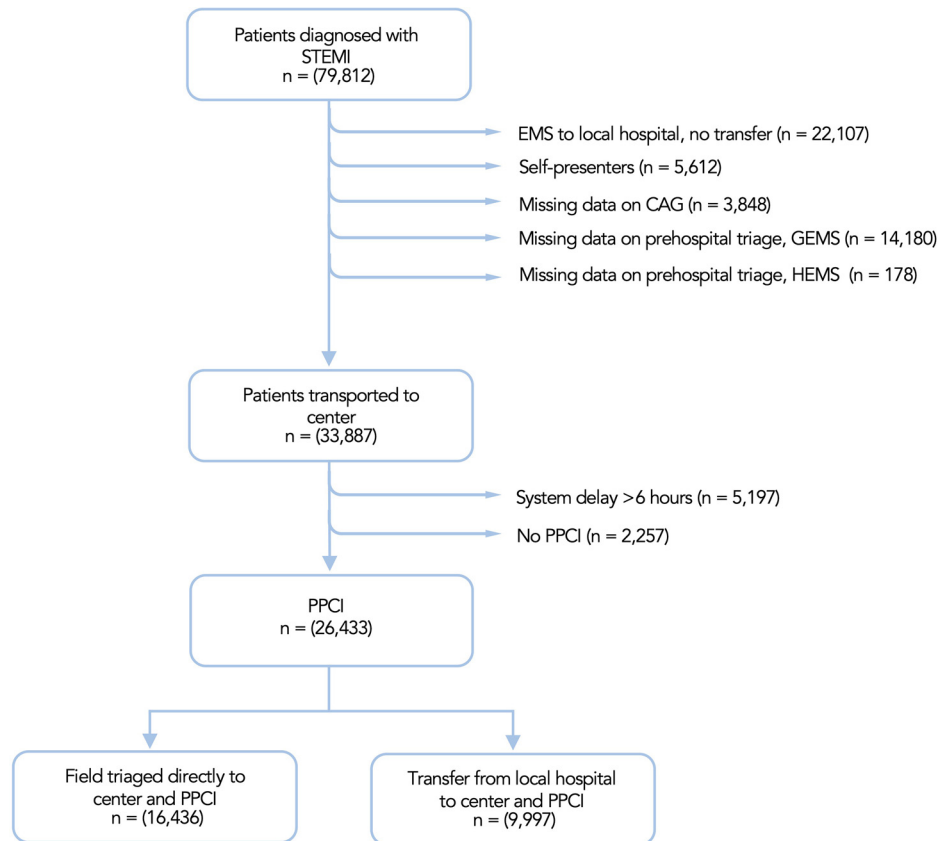 Patients diagnosed with
STEMI
n = (79,812)
EMS to local hospital, no transfer (n = 22,107)
Self-presenters (n = 5,612)
Missing data on CAG (n = 3,848)
Missing data on prehospital triage, GEMS (n = 14,180)
Missing data on prehospital triage, HEMS (n = 178)
Patients transported to
center
n = (33,887)
System delay >6 hours (n = 5,197)
No PPCI (n = 2,257)
PPCI
n = (26,433)
Field triaged directly to
center and PPCI
n = (16,436)
Transfer from local hospital
to center and PPCI
n = (9,997)